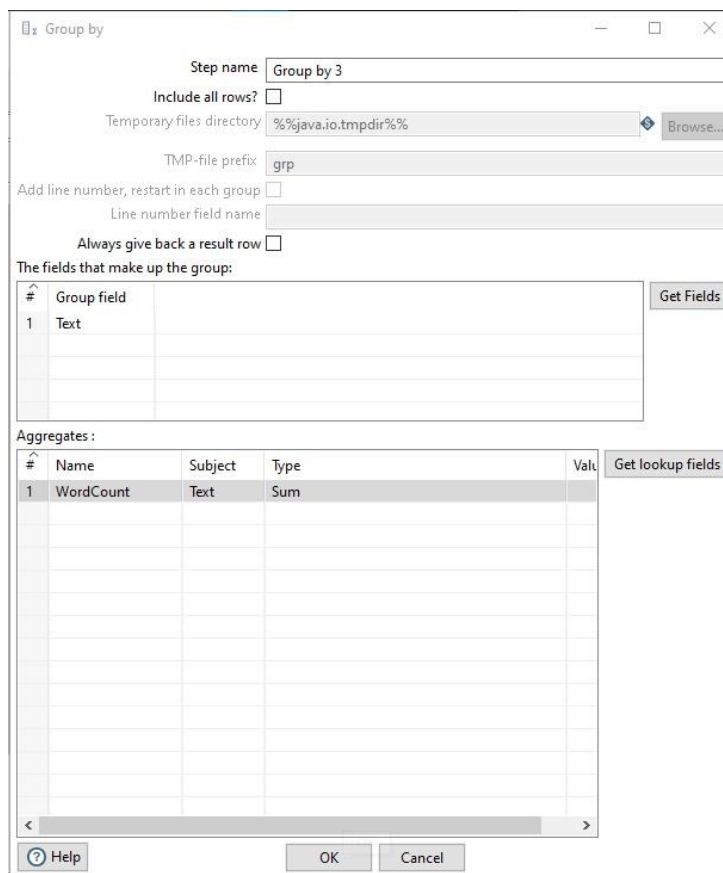 Group by
Step name Group by 3
Include all rows?
Temporary files directory %%java.io.tmpdir%% Browse...
TMP-file prefix grp
Add line number, restart in each group
Line number field name
Always give back a result row
The fields that make up the group:
# Group field Get Fields
1 Text
Aggregates :
# Name Subject Type Valu Get lookup fields
1 WordCount Text Sum
Help OK Cancel